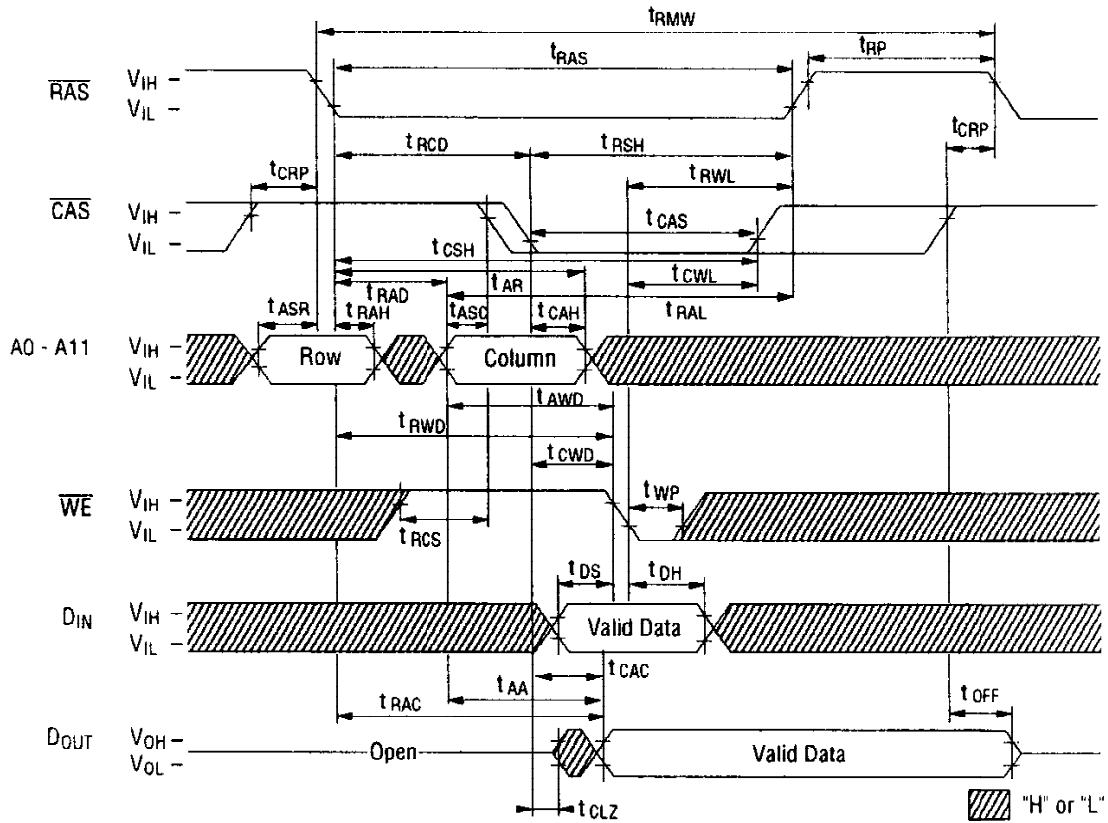 tRMW
tRP
tRAS
RAS
VIH
VIL
tRCD
tRSH
tCRP
tCRP
tRWL
CAS
VIH
VIL
tCAS
tCSH
tCWL
tAR
tRAD
tRAL
tASR
tRAH
tASC
tCAH
A0 - A11
VIH
VIL
Row
Column
tAWD
tRWD
tCWD
WE
VIH
VIL
tWP
tRCS
tDS
tDH
DIN
VIH
VIL
Valid Data
tCAC
tAA
tRAC
tOFF
DOUT
VOH
VOL
Open
Valid Data
tCLZ
"H" or "L"